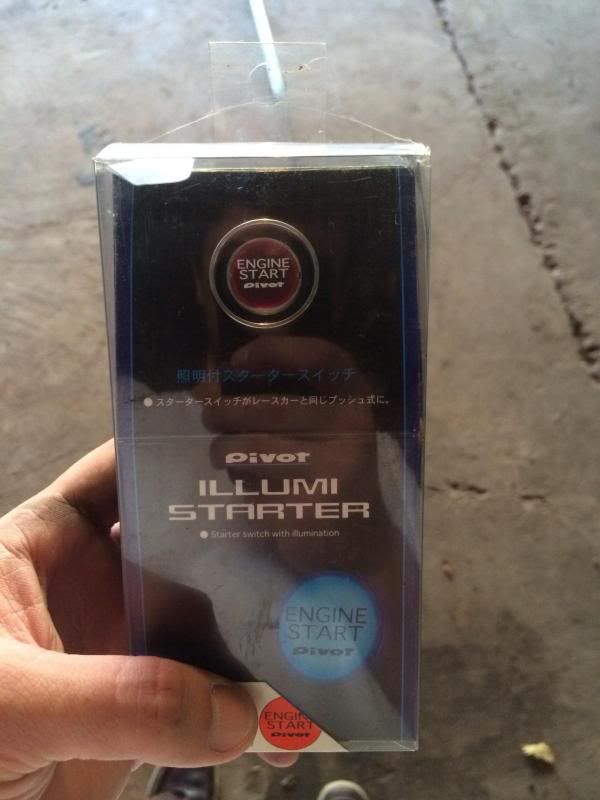 ENGINE
START
Pivot
照明付スタータースイッチ
● スタータースイッチがレースカーと同じプッシュ式に。
Pivot
ILLUMI
STARTER
● Starter switch with illumination
ENGINE
START
Pivot
ENGINE
START
Pivot